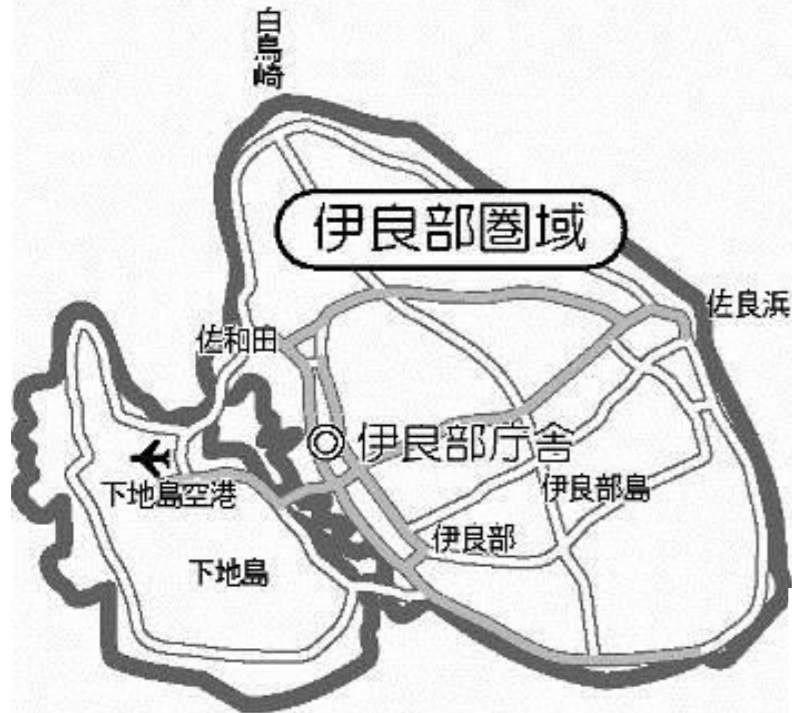 白鳥崎
伊良部圏域
佐良浜
佐和田
伊良部庁舎
下地島空港
伊良部島
伊良部
下地島